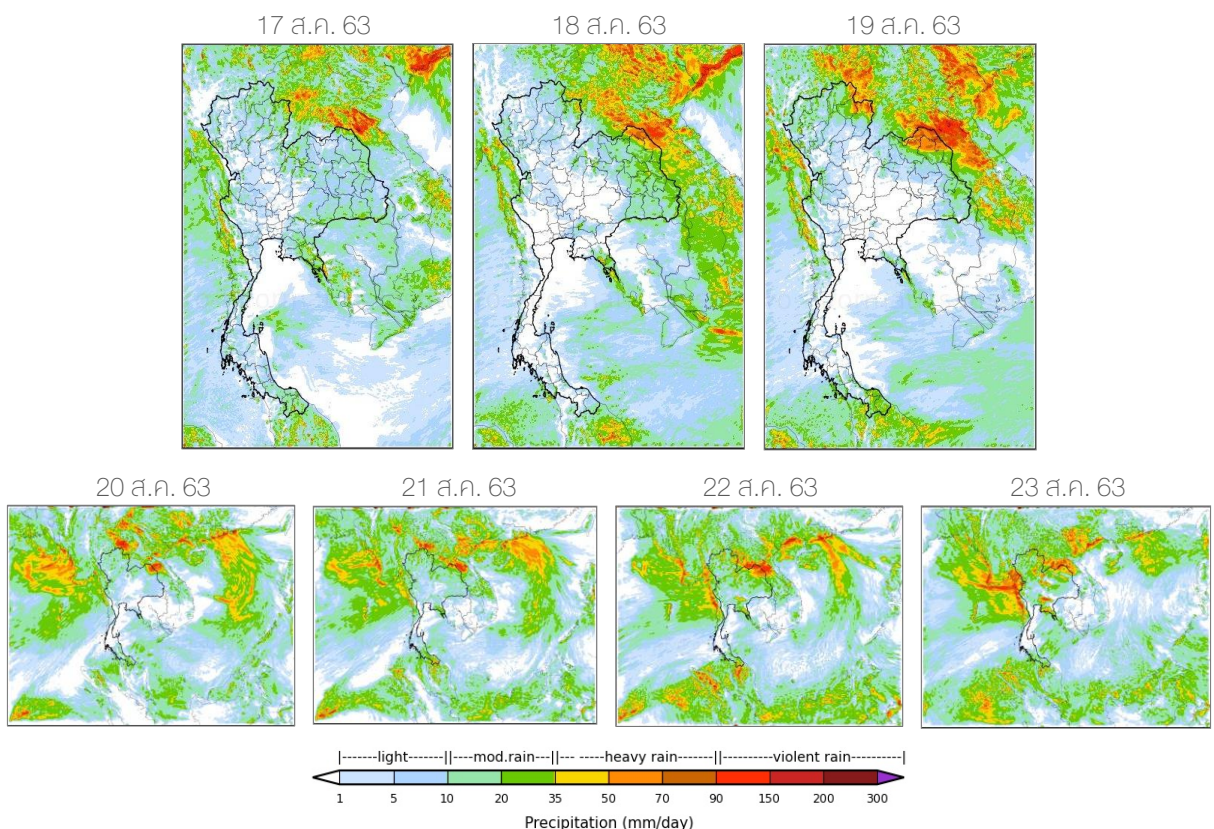 17 ส.ค. 63 18 ส.ค. 63 19 ส.ค. 63
20 ส.ค. 63 21 ส.ค. 63 22 ส.ค. 63 23 ส.ค. 63
|------light-------||----mod.rain---||--- ----heavy rain-------||-----------violent rain-----------|
1 5 10 20 35 50 70 90 150 200 300
Precipitation (mm/day)